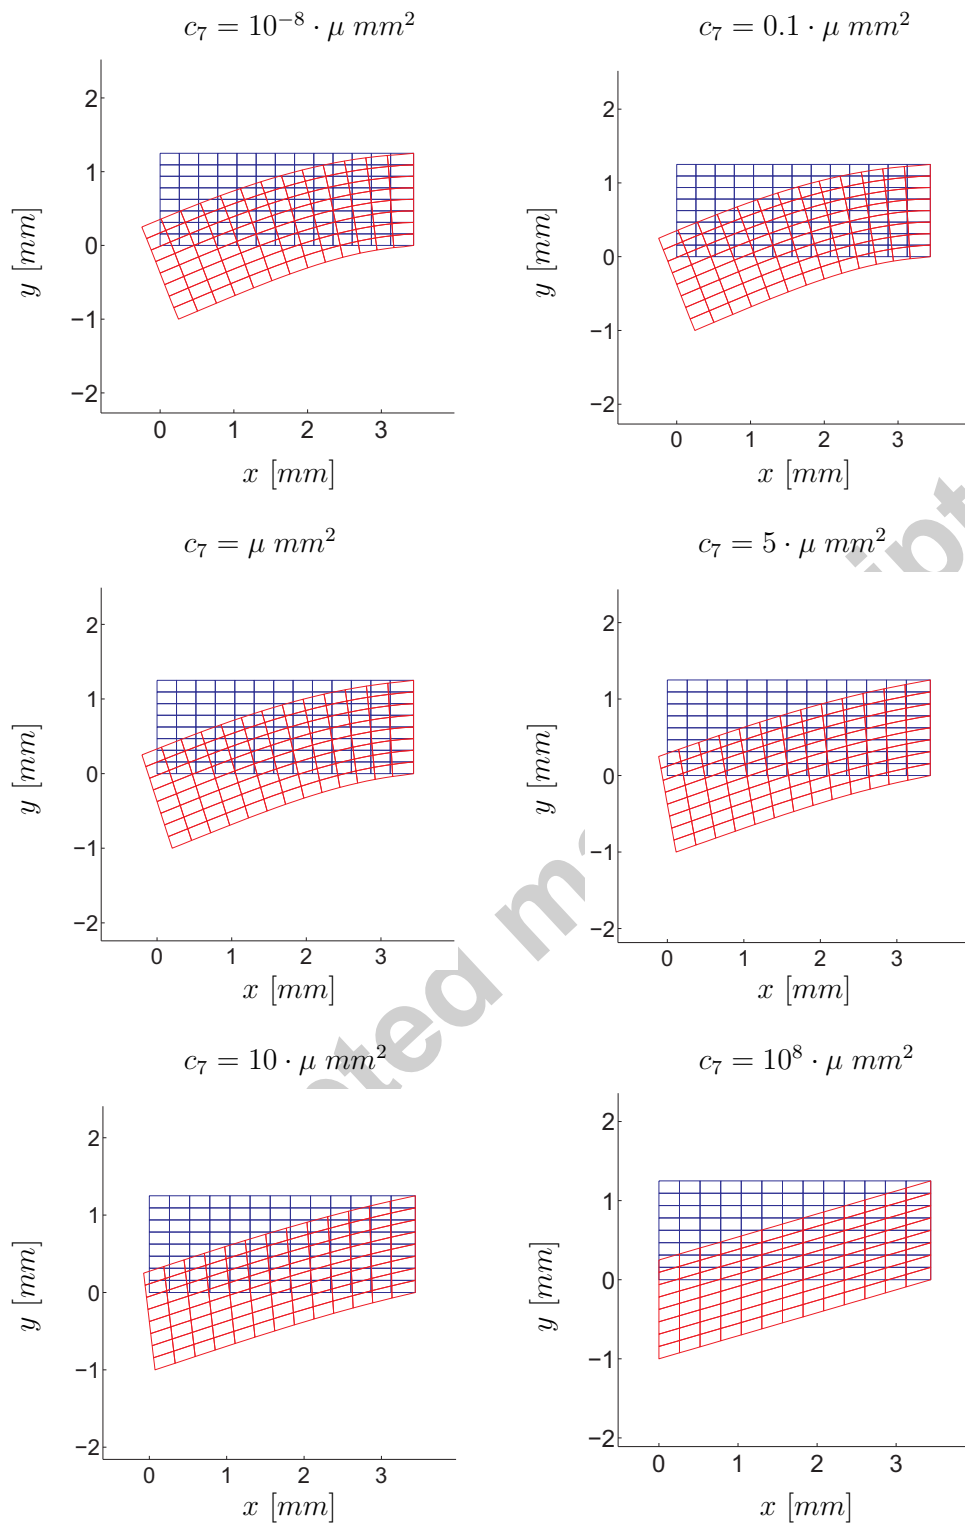 c₇ = 10⁻⁸ · μ mm²
c₇ = 0.1 · μ mm²
2
1
0
−1
−2
y [mm]
0 1 2 3
x [mm]
2
1
0
−1
−2
y [mm]
0 1 2 3
x [mm]
c₇ = μ mm²
c₇ = 5 · μ mm²
2
1
0
−1
−2
y [mm]
0 1 2 3
x [mm]
2
1
0
−1
−2
y [mm]
0 1 2 3
x [mm]
c₇ = 10 · μ mm²
c₇ = 10⁸ · μ mm²
2
1
0
−1
−2
y [mm]
0 1 2 3
x [mm]
2
1
0
−1
−2
y [mm]
0 1 2 3
x [mm]